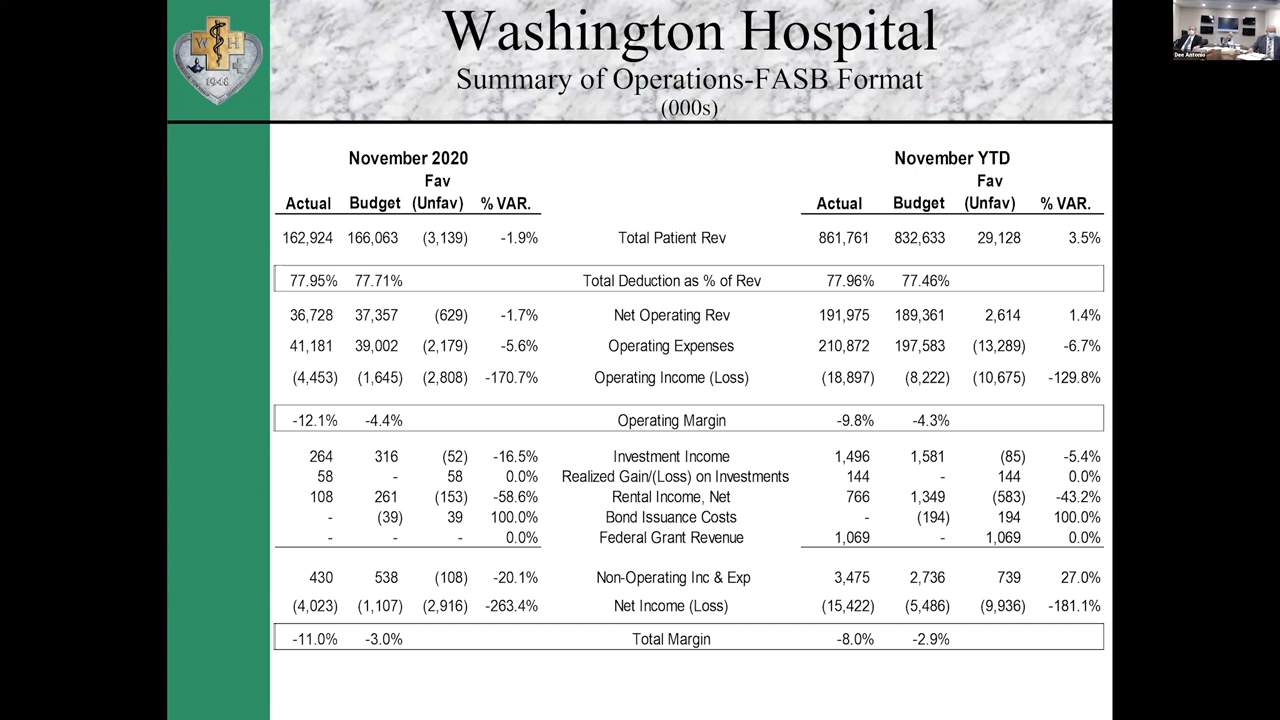 Washington Hospital
Summary of Operations-FASB Format
(000s)
W H
1948
Dee Antonio
November 2020 November YTD
Fav Fav
Actual Budget (Unfav) % VAR. Actual Budget (Unfav) % VAR.
162,924 166,063 (3,139) -1.9% Total Patient Rev 861,761 832,633 29,128 3.5%
77.95% 77.71% Total Deduction as % of Rev 77.96% 77.46%
36,728 37,357 (629) -1.7% Net Operating Rev 191,975 189,361 2,614 1.4%
41,181 39,002 (2,179) -5.6% Operating Expenses 210,872 197,583 (13,289) -6.7%
(4,453) (1,645) (2,808) -170.7% Operating Income (Loss) (18,897) (8,222) (10,675) -129.8%
-12.1% -4.4% Operating Margin -9.8% -4.3%
264 316 (52) -16.5% Investment Income 1,496 1,581 (85) -5.4%
58 - 58 0.0% Realized Gain/(Loss) on Investments 144 - 144 0.0%
108 261 (153) -58.6% Rental Income, Net 766 1,349 (583) -43.2%
- (39) 39 100.0% Bond Issuance Costs - (194) 194 100.0%
- - - 0.0% Federal Grant Revenue 1,069 - 1,069 0.0%
430 538 (108) -20.1% Non-Operating Inc & Exp 3,475 2,736 739 27.0%
(4,023) (1,107) (2,916) -263.4% Net Income (Loss) (15,422) (5,486) (9,936) -181.1%
-11.0% -3.0% Total Margin -8.0% -2.9%